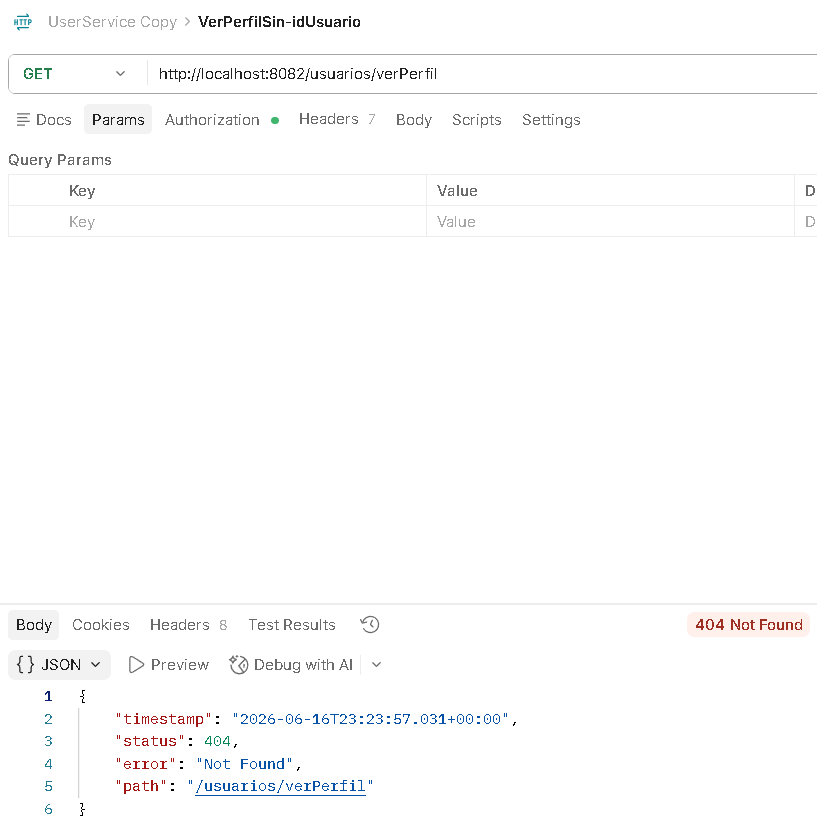 HTTP UserService Copy > VerPerfilSin-idUsuario
GET http://localhost:8082/usuarios/verPerfil
Docs Params Authorization Headers 7 Body Scripts Settings
Query Params
Key Value D
Key Value D
Body Cookies Headers 8 Test Results 404 Not Found
{} JSON Preview Debug with AI
1 {
2 "timestamp": "2026-06-16T23:23:57.031+00:00",
3 "status": 404,
4 "error": "Not Found",
5 "path": "/usuarios/verPerfil"
6 }